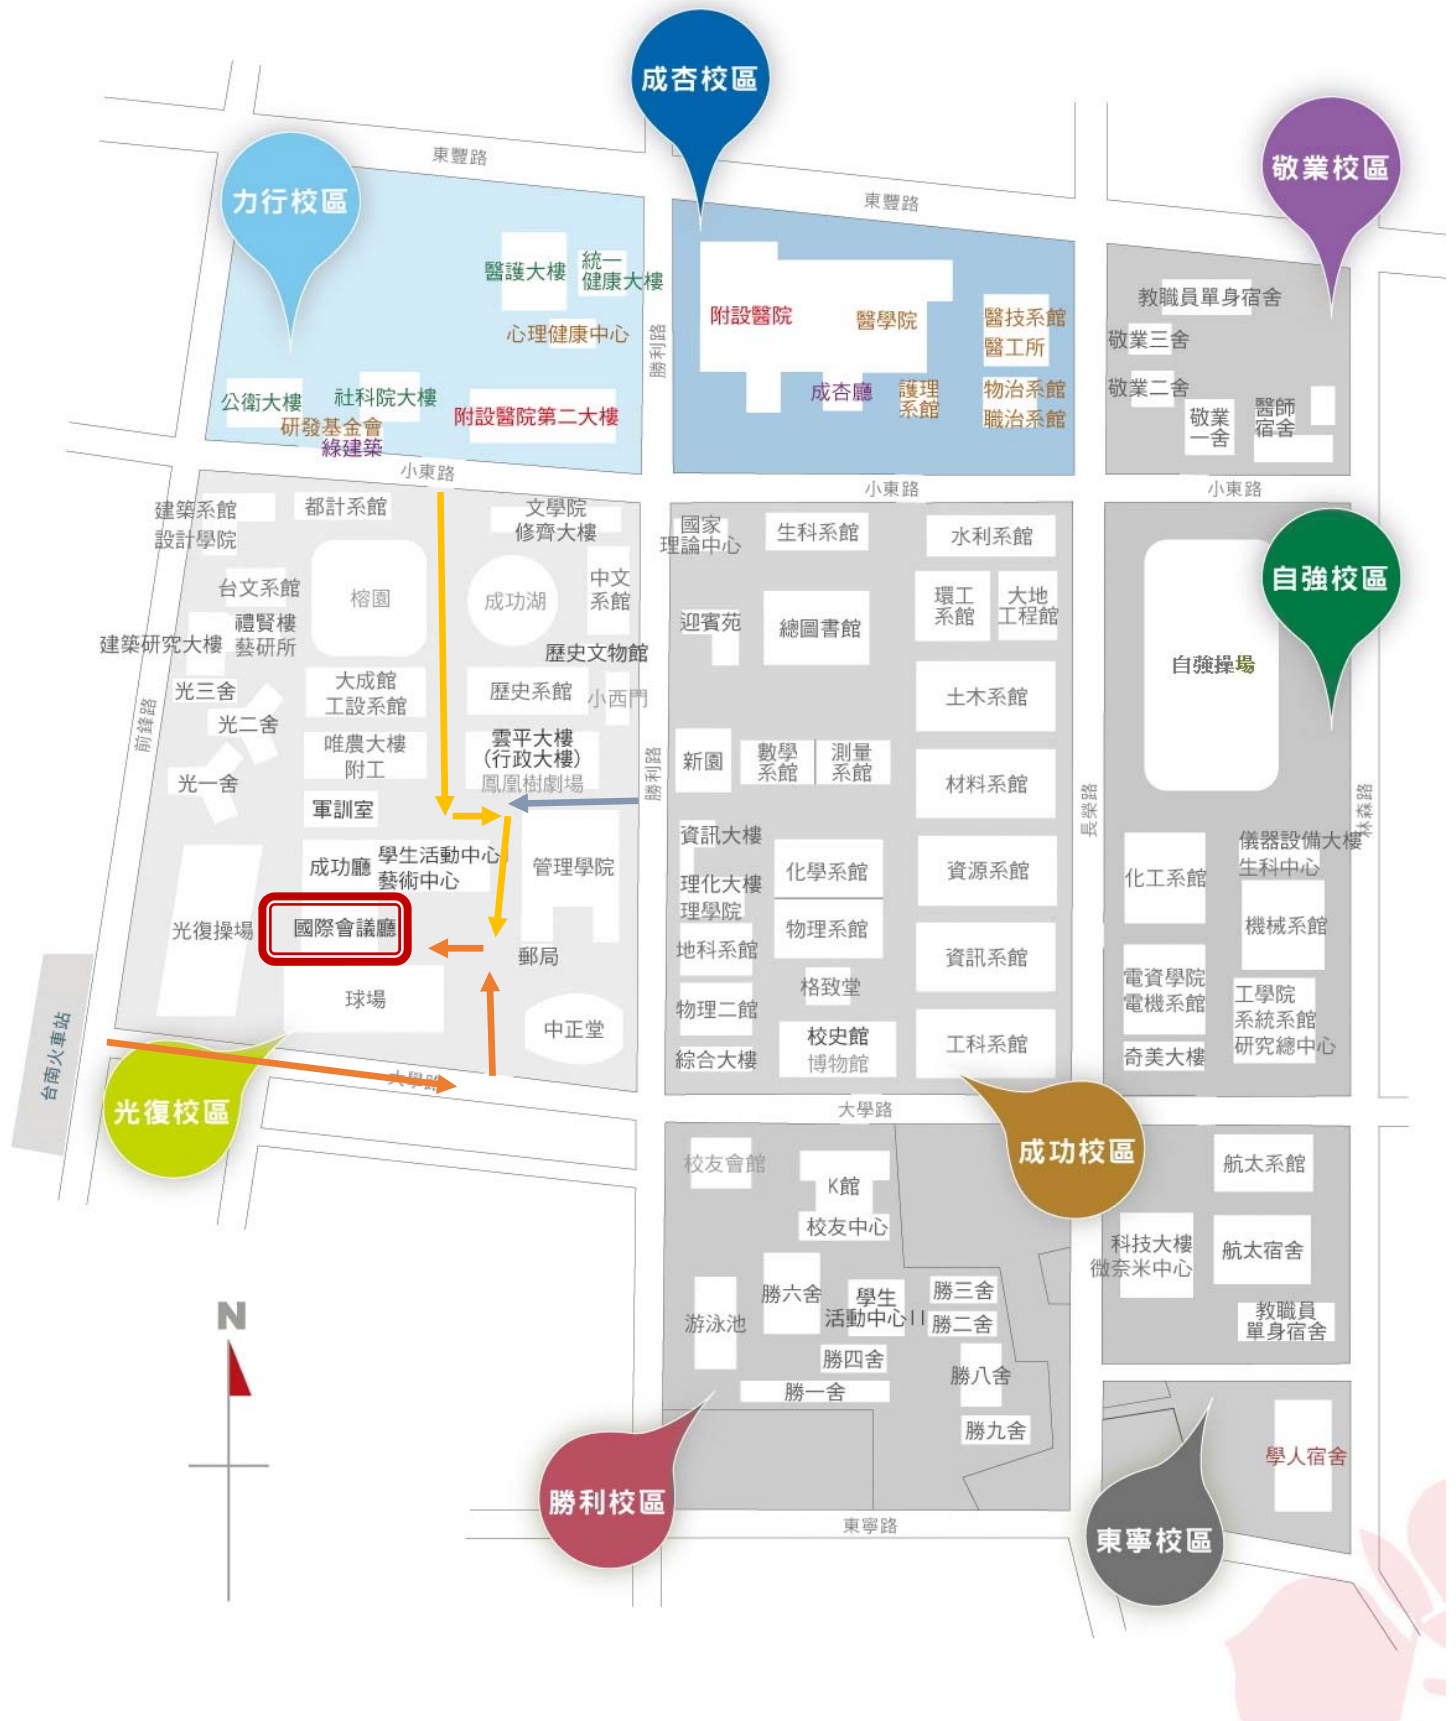 成杏校區
敬業校區
力行校區
東豐路
東豐路
醫護大樓
統一
健康大樓
心理健康中心
公衛大樓
社科院大樓
研發基金會
綠建築
附設醫院第二大樓
勝利路
附設醫院
醫學院
醫技系館
醫工所
成杏廳
護理
系館
物治系館
職治系館
教職員單身宿舍
敬業三舍
敬業二舍
敬業
一舍
醫師
宿舍
小東路
小東路
小東路
建築系館
設計學院
都計系館
文學院
修齊大樓
台文系館
榕園
成功湖
中文
系館
禮賢樓
藝研所
建築研究大樓
歷史文物館
光三舍
大成館
工設系館
歷史系館
小西門
光二舍
前鋒路
唯農大樓
附工
雲平大樓
(行政大樓)
鳳凰樹劇場
光一舍
軍訓室
成功廳
學生活動中心
藝術中心
管理學院
光復操場
國際會議廳
郵局
球場
中正堂
台南火車站
大學路
光復校區
勝利路
國家
理論中心
生科系館
水利系館
迎賓苑
總圖書館
環工
系館
大地
工程館
土木系館
新園
數學
系館
測量
系館
材料系館
資訊大樓
化學系館
資源系館
理化大樓
理學院
物理系館
地科系館
資訊系館
格致堂
物理二館
校史館
博物館
工科系館
綜合大樓
大學路
成功校區
長榮路
自強校區
自強操場
林森路
儀器設備大樓
生科中心
化工系館
機械系館
電資學院
電機系館
工學院
系統系館
研究總中心
奇美大樓
校友會館
K館
校友中心
勝六舍
學生
活動中心II
勝三舍
勝二舍
游泳池
勝四舍
勝八舍
勝一舍
勝九舍
航太系館
科技大樓
微奈米中心
航太宿舍
教職員
單身宿舍
學人宿舍
勝利校區
東寧路
東寧校區
N